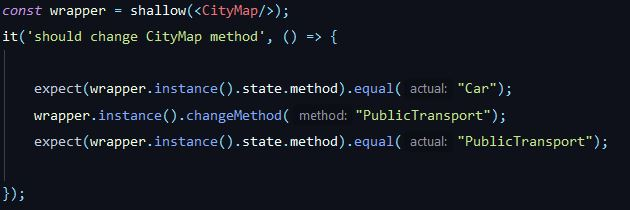 const wrapper = shallow(<CityMap/>);
it('should change CityMap method', () => {
expect(wrapper.instance().state.method).equal( actual: "Car");
wrapper.instance().changeMethod( method: "PublicTransport");
expect(wrapper.instance().state.method).equal( actual: "PublicTransport");
});